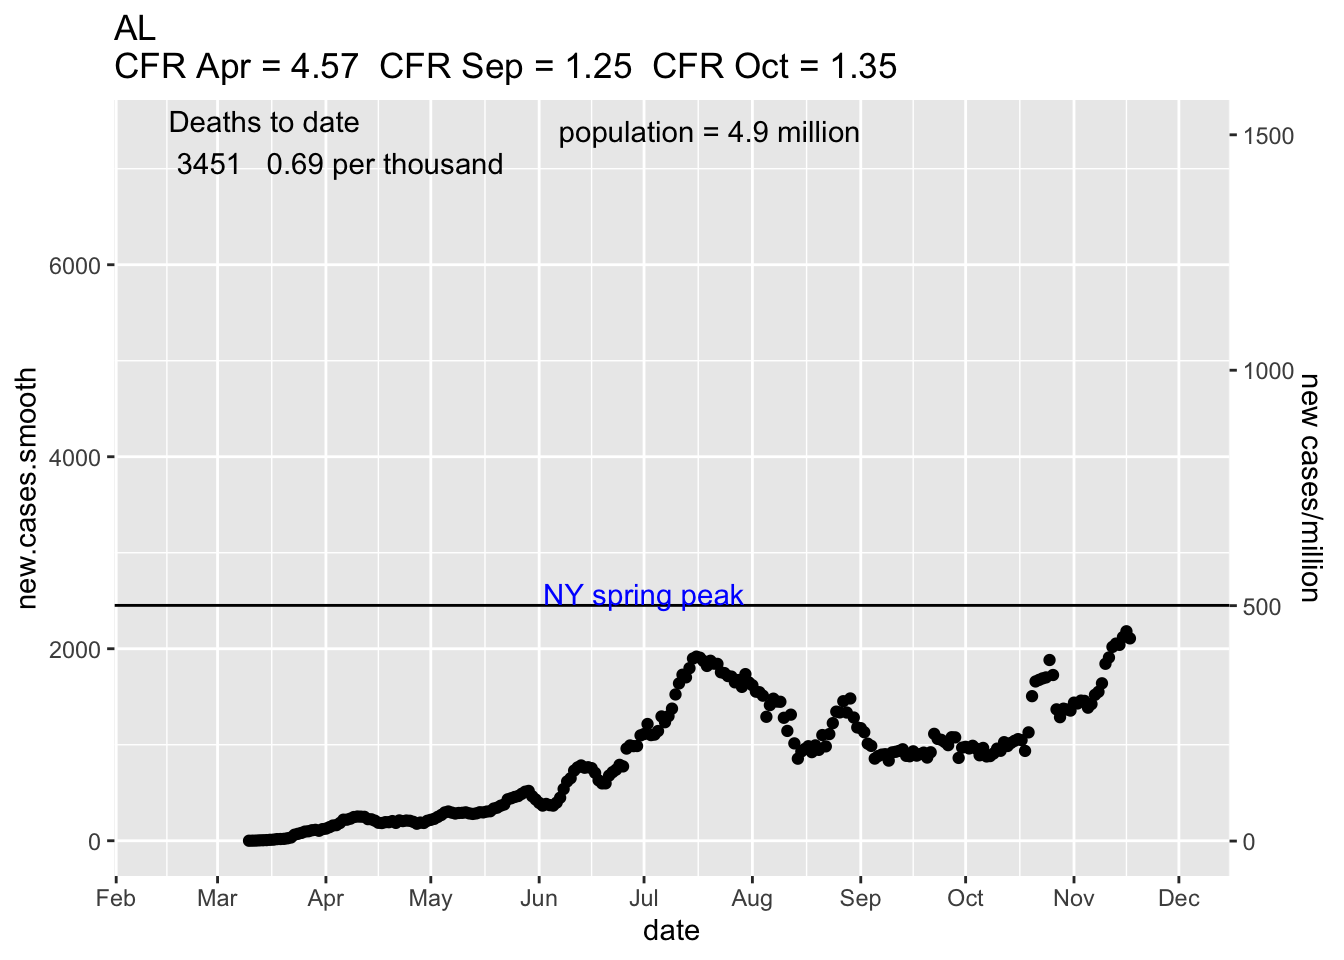 AL
CFR Apr = 4.57  CFR Sep = 1.25  CFR Oct = 1.35
Deaths to date
3451   0.69 per thousand
population = 4.9 million
NY spring peak
new.cases.smooth
6000
4000
2000
0
1500
1000
500
0
new cases/million
Feb Mar Apr May Jun Jul Aug Sep Oct Nov Dec
date